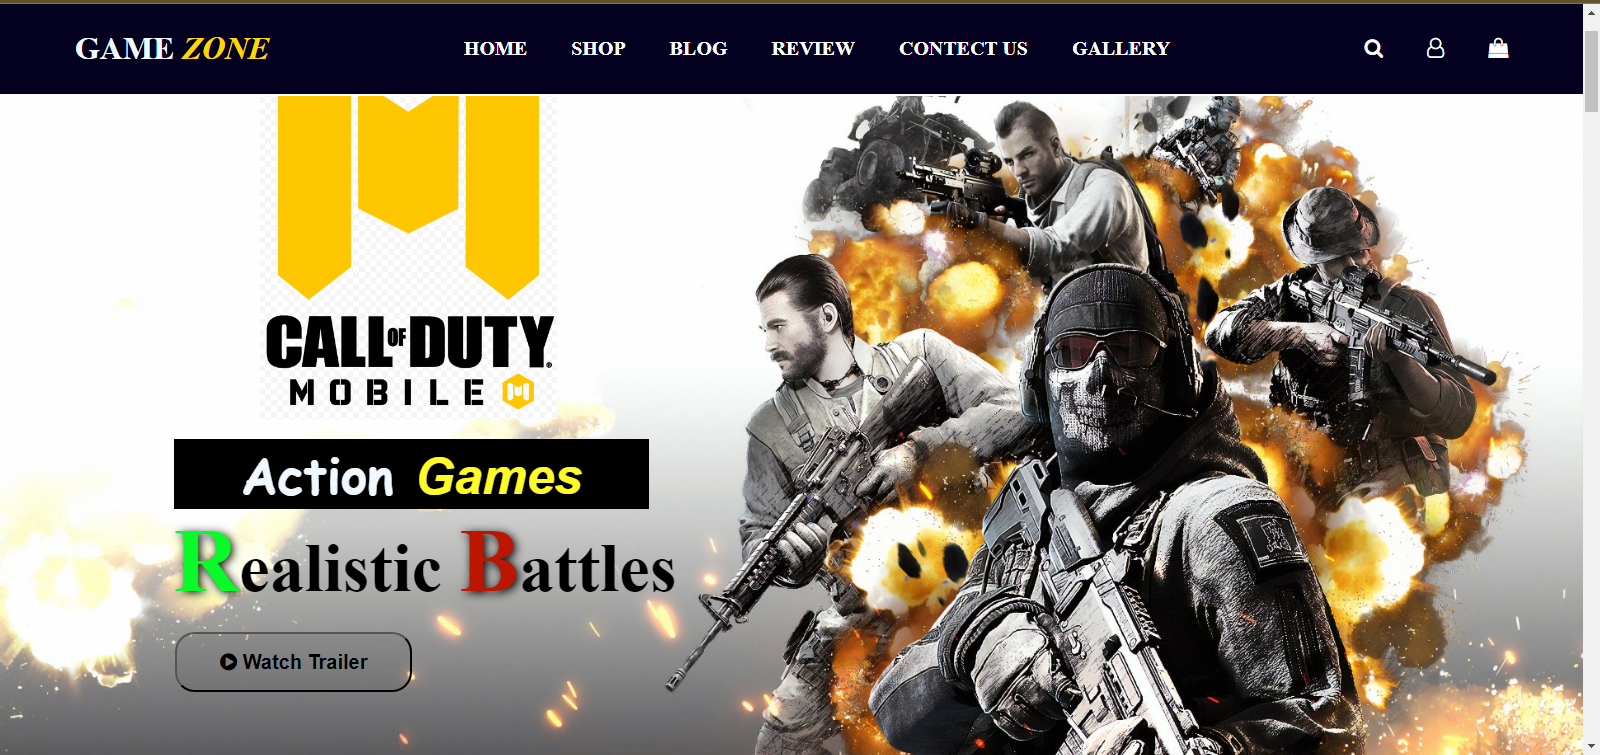 GAME ZONE
HOME SHOP BLOG REVIEW CONTECT US GALLERY
CALL OF DUTY®
MOBILE
Action Games
Realistic Battles
Watch Trailer